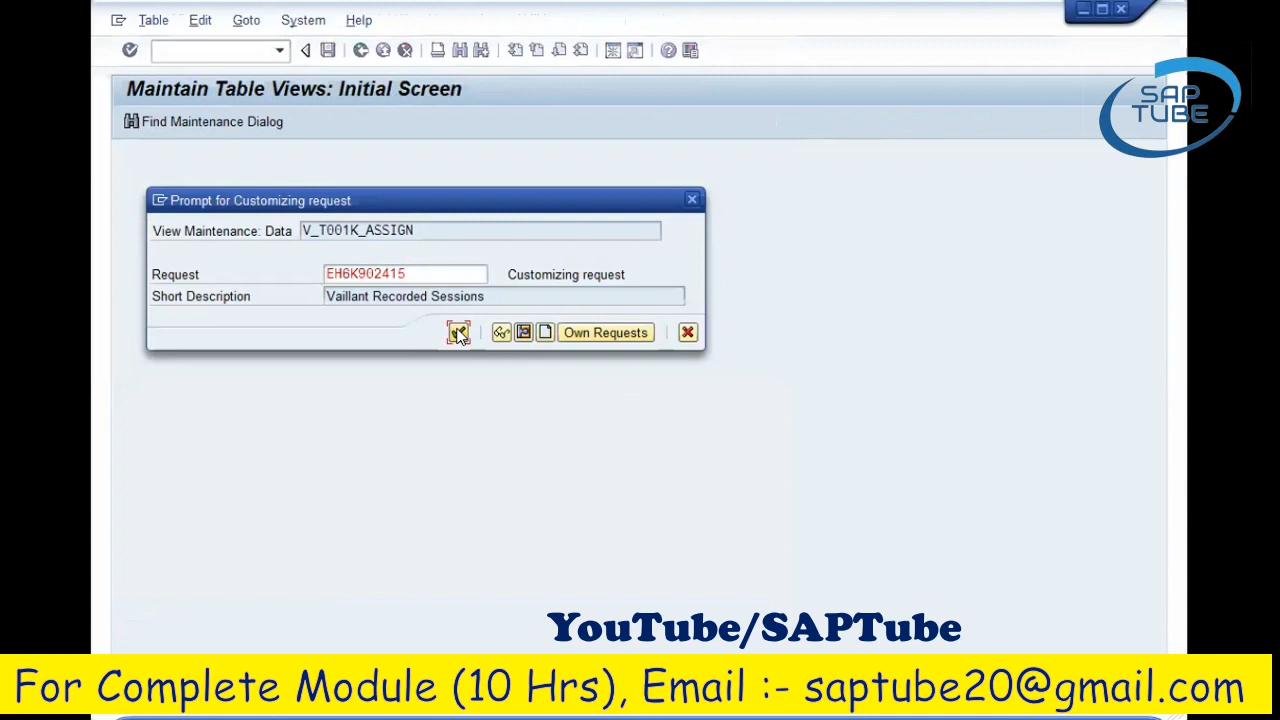 Table Edit Goto System Help
Maintain Table Views: Initial Screen
SAP
TUBE
Find Maintenance Dialog
Prompt for Customizing request
View Maintenance: Data V_T001K_ASSIGN
Request EH6K902415 Customizing request
Short Description Vaillant Recorded Sessions
Own Requests
YouTube/SAPTube
For Complete Module (10 Hrs), Email :- saptube20@gmail.com